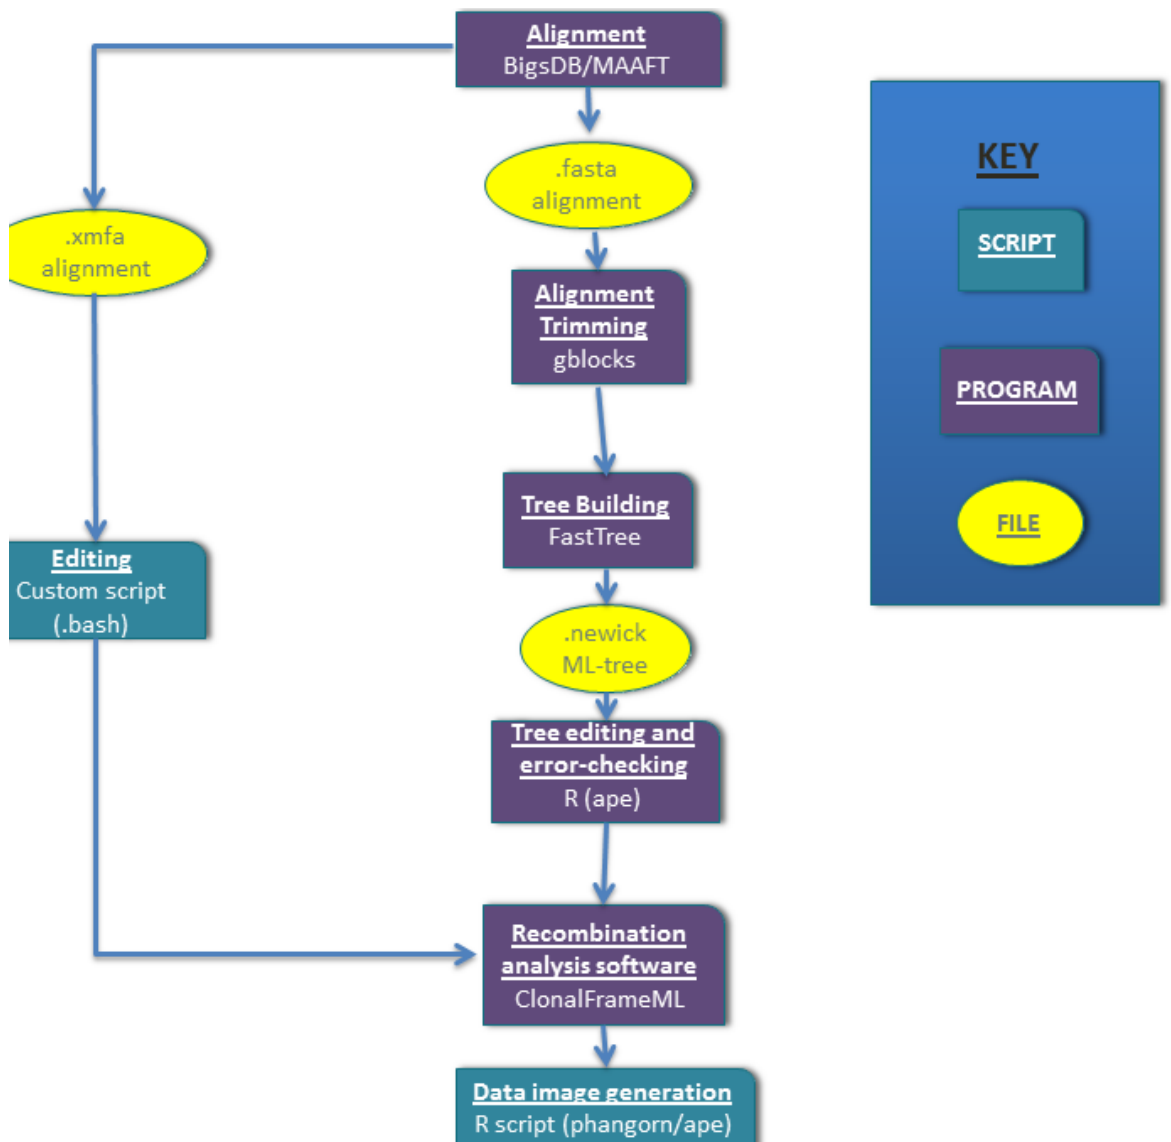 Alignment
BigsDB/MAAFT
.fasta
alignment
.xmfa
alignment
Alignment
Trimming
gblocks
Tree Building
FastTree
Editing
Custom script
(.bash)
.newick
ML-tree
Tree editing and
error-checking
R (ape)
Recombination
analysis software
ClonalFrameML
Data image generation
R script (phangorn/ape)
KEY
SCRIPT
PROGRAM
FILE